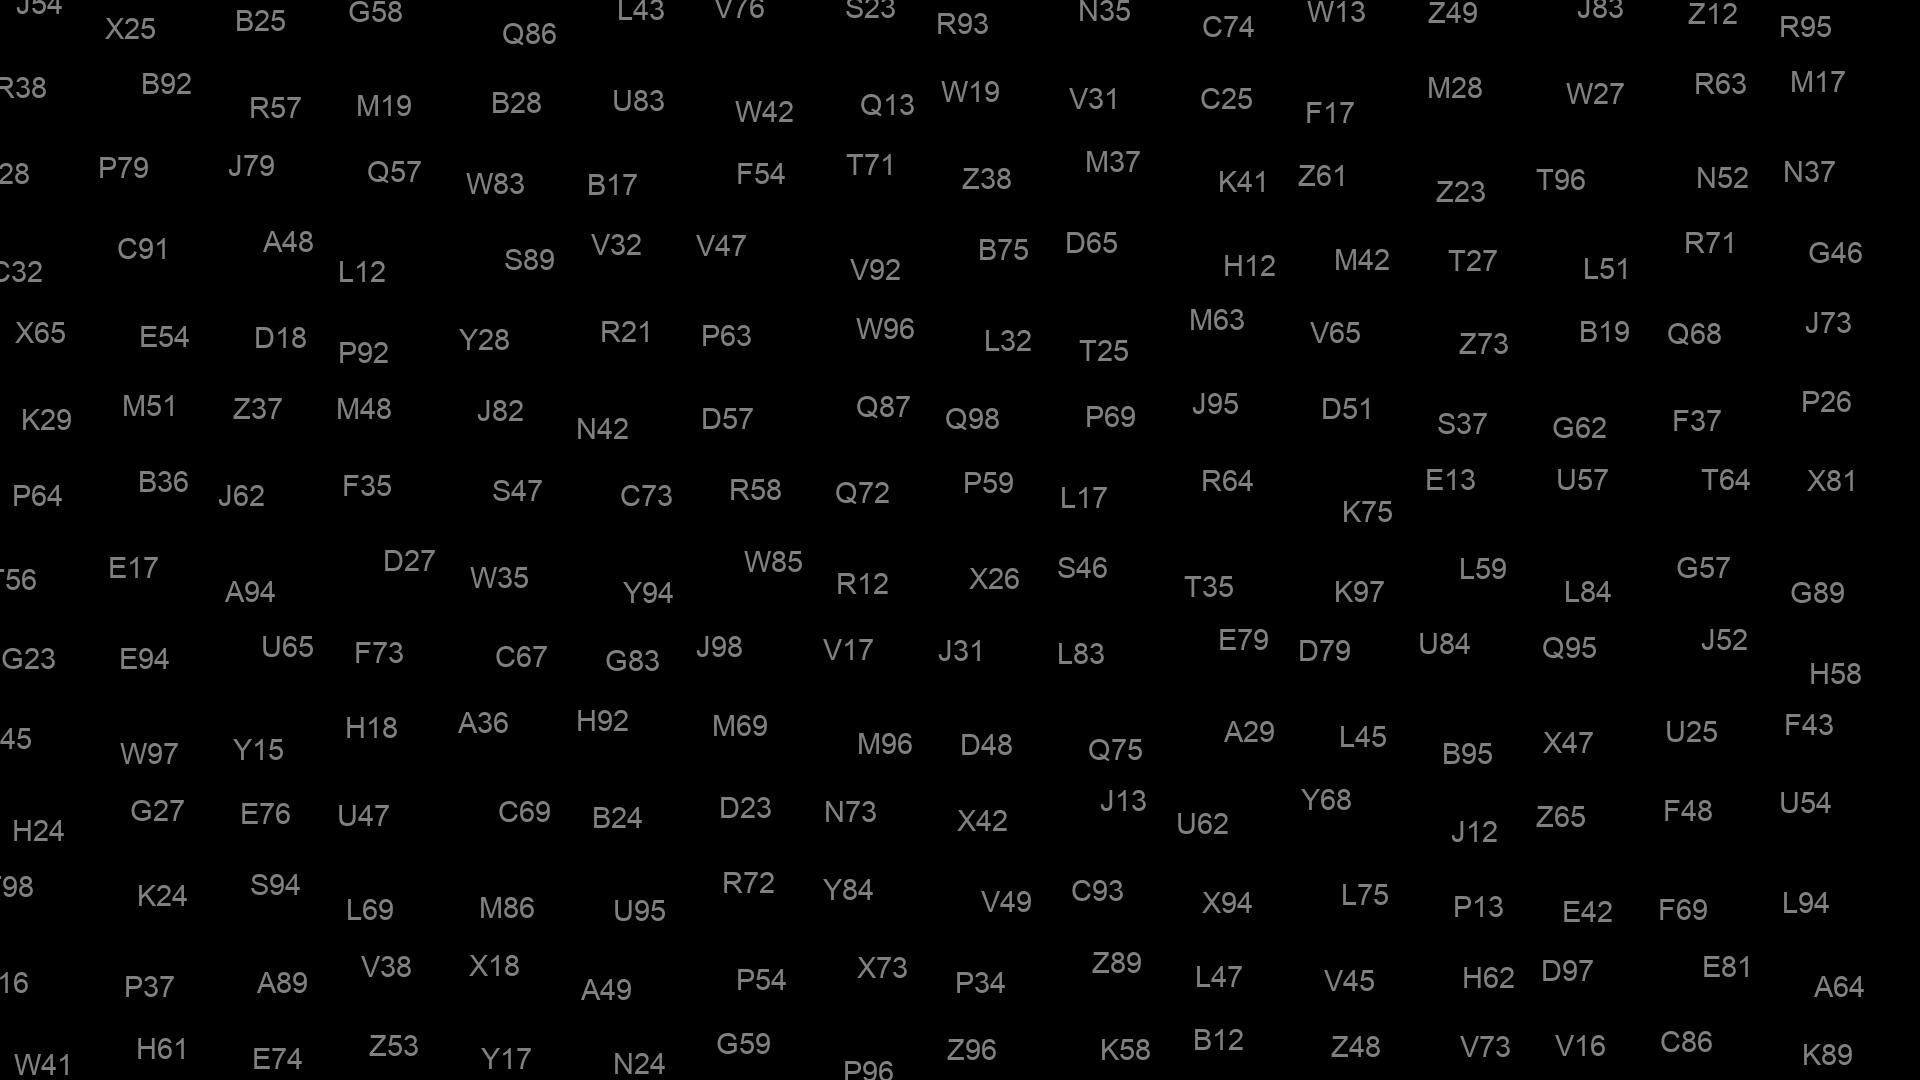 J54 X25 B25 G58 Q86 L43 V76 S23 R93 N35 C74 W13 Z49 J83 Z12 R95
R38 B92 R57 M19 B28 U83 W42 Q13 W19 V31 C25 F17 M28 W27 R63 M17
28 P79 J79 Q57 W83 B17 F54 T71 Z38 M37 K41 Z61 Z23 T96 N52 N37
C32 C91 A48 L12 S89 V32 V47 V92 B75 D65 H12 M42 T27 L51 R71 G46
X65 E54 D18 P92 Y28 R21 P63 W96 L32 T25 M63 V65 Z73 B19 Q68 J73
K29 M51 Z37 M48 J82 N42 D57 Q87 Q98 P69 J95 D51 S37 G62 F37 P26
P64 B36 J62 F35 S47 C73 R58 Q72 P59 L17 R64 K75 E13 U57 T64 X81
56 E17 A94 D27 W35 Y94 W85 R12 X26 S46 T35 K97 L59 L84 G57 G89
G23 E94 U65 F73 C67 G83 J98 V17 J31 L83 E79 D79 U84 Q95 J52 H58
45 W97 Y15 H18 A36 H92 M69 M96 D48 Q75 A29 L45 B95 X47 U25 F43
H24 G27 E76 U47 C69 B24 D23 N73 X42 J13 U62 Y68 J12 Z65 F48 U54
98 K24 S94 L69 M86 U95 R72 Y84 V49 C93 X94 L75 P13 E42 F69 L94
16 P37 A89 V38 X18 A49 P54 X73 P34 Z89 L47 V45 H62 D97 E81 A64
W41 H61 E74 Z53 Y17 N24 G59 P96 Z96 K58 B12 Z48 V73 V16 C86 K89